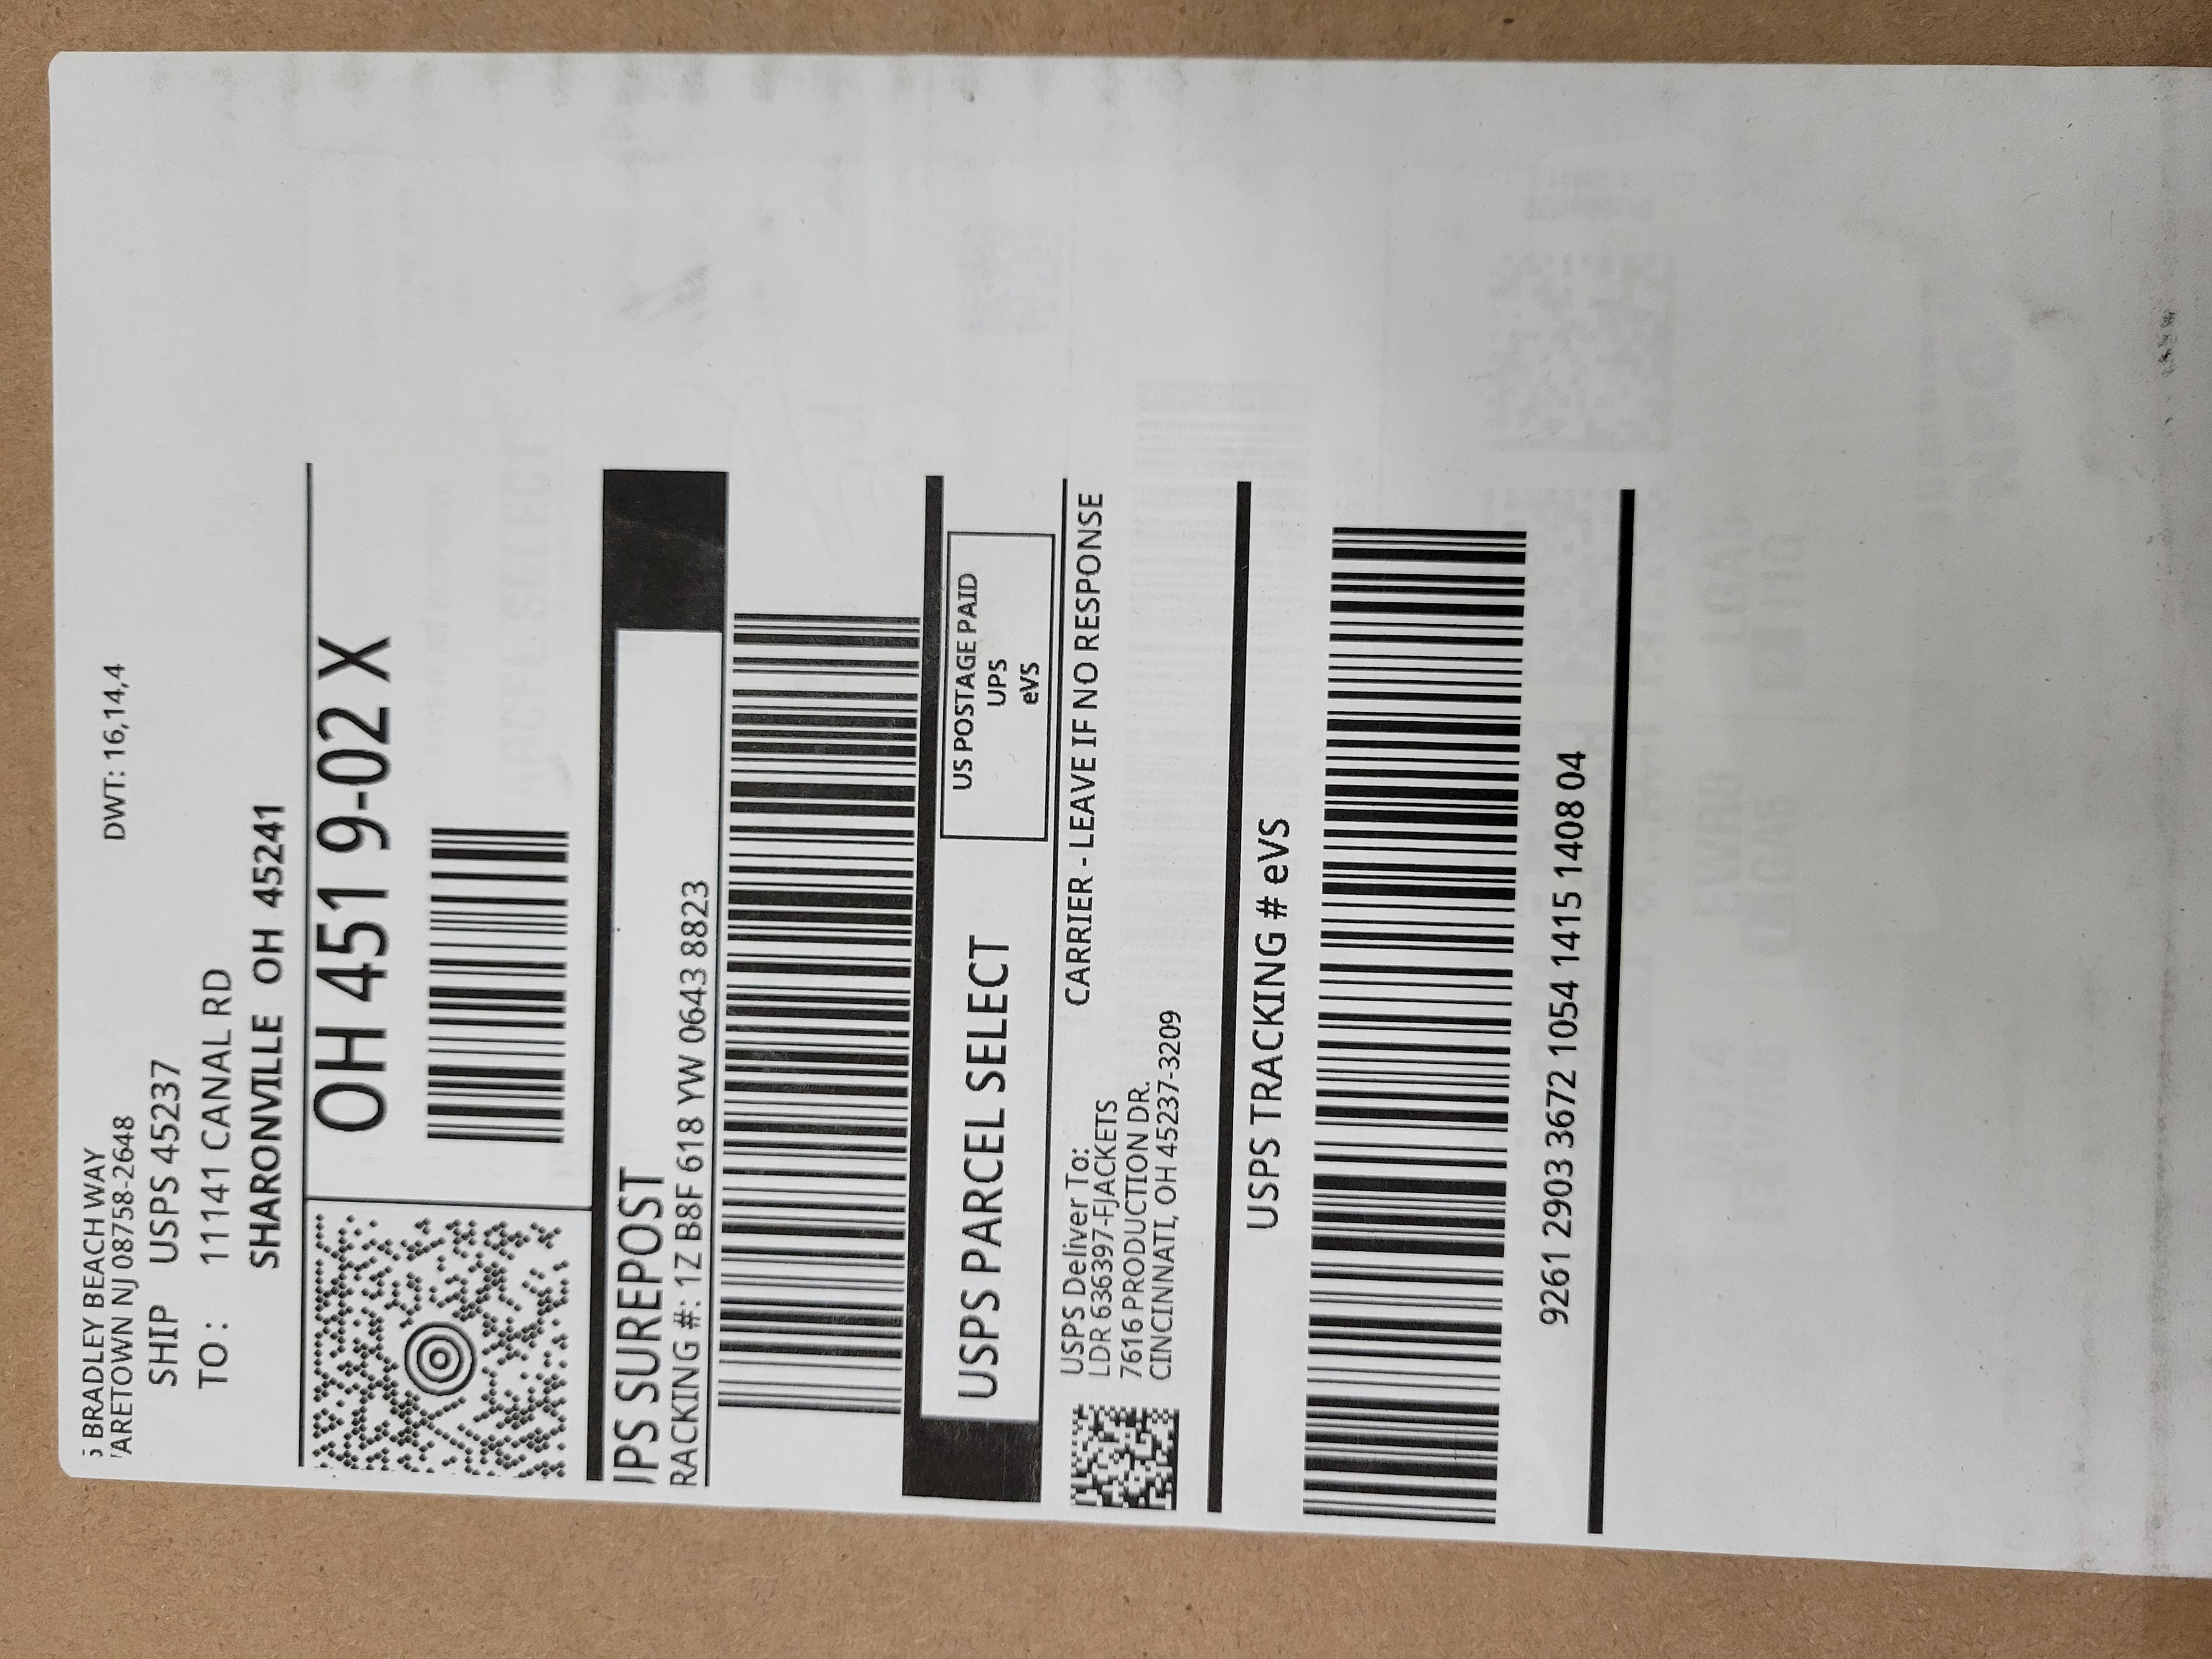 BRADLEY BEACH WAY
ARETOWN NJ 08758-2648
DWT: 16,14,4
SHIP USPS 45237
TO: 11141 CANAL RD
SHARONVILLE OH 45241
OH 451 9-02 X
UPS SUREPOST
RACKING #: 1Z B8F 618 YW 0643 8823
USPS PARCEL SELECT
US POSTAGE PAID
UPS
eVS
USPS Deliver To:
LDR 636397-FJACKETS
7616 PRODUCTION DR.
CINCINNATI, OH 45237-3209
CARRIER - LEAVE IF NO RESPONSE
USPS TRACKING # eVS
9261 2903 3672 1054 1415 1408 04